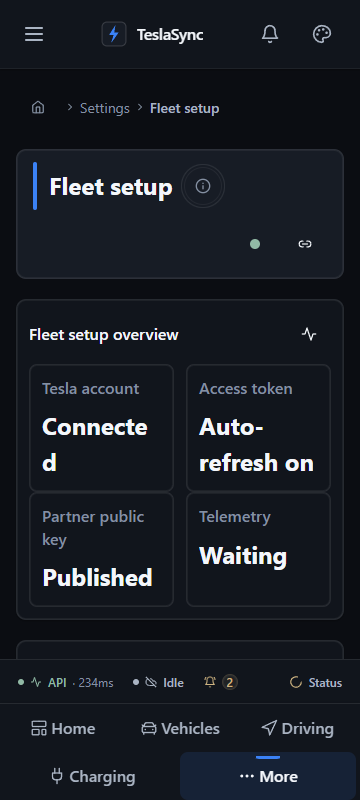 TeslaSync
Settings
Fleet setup
Fleet setup
Fleet setup overview
Tesla account
Connecte
d
Access token
Auto-
refresh on
Partner public
key
Published
Telemetry
Waiting
API · 234ms
Idle
2
Status
Home
Vehicles
Driving
Charging
More